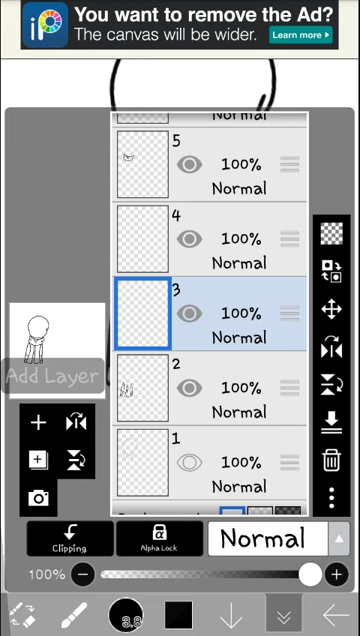 You want to remove the Ad?
iP
The canvas will be wider.
Learn more
Normal
5
100%
Normal
4
100%
Normal
3
100%
Normal
Add Layer
2
100%
Normal
1
100%
Normal
Clipping
Alpha Lock
Normal
100%
3.8